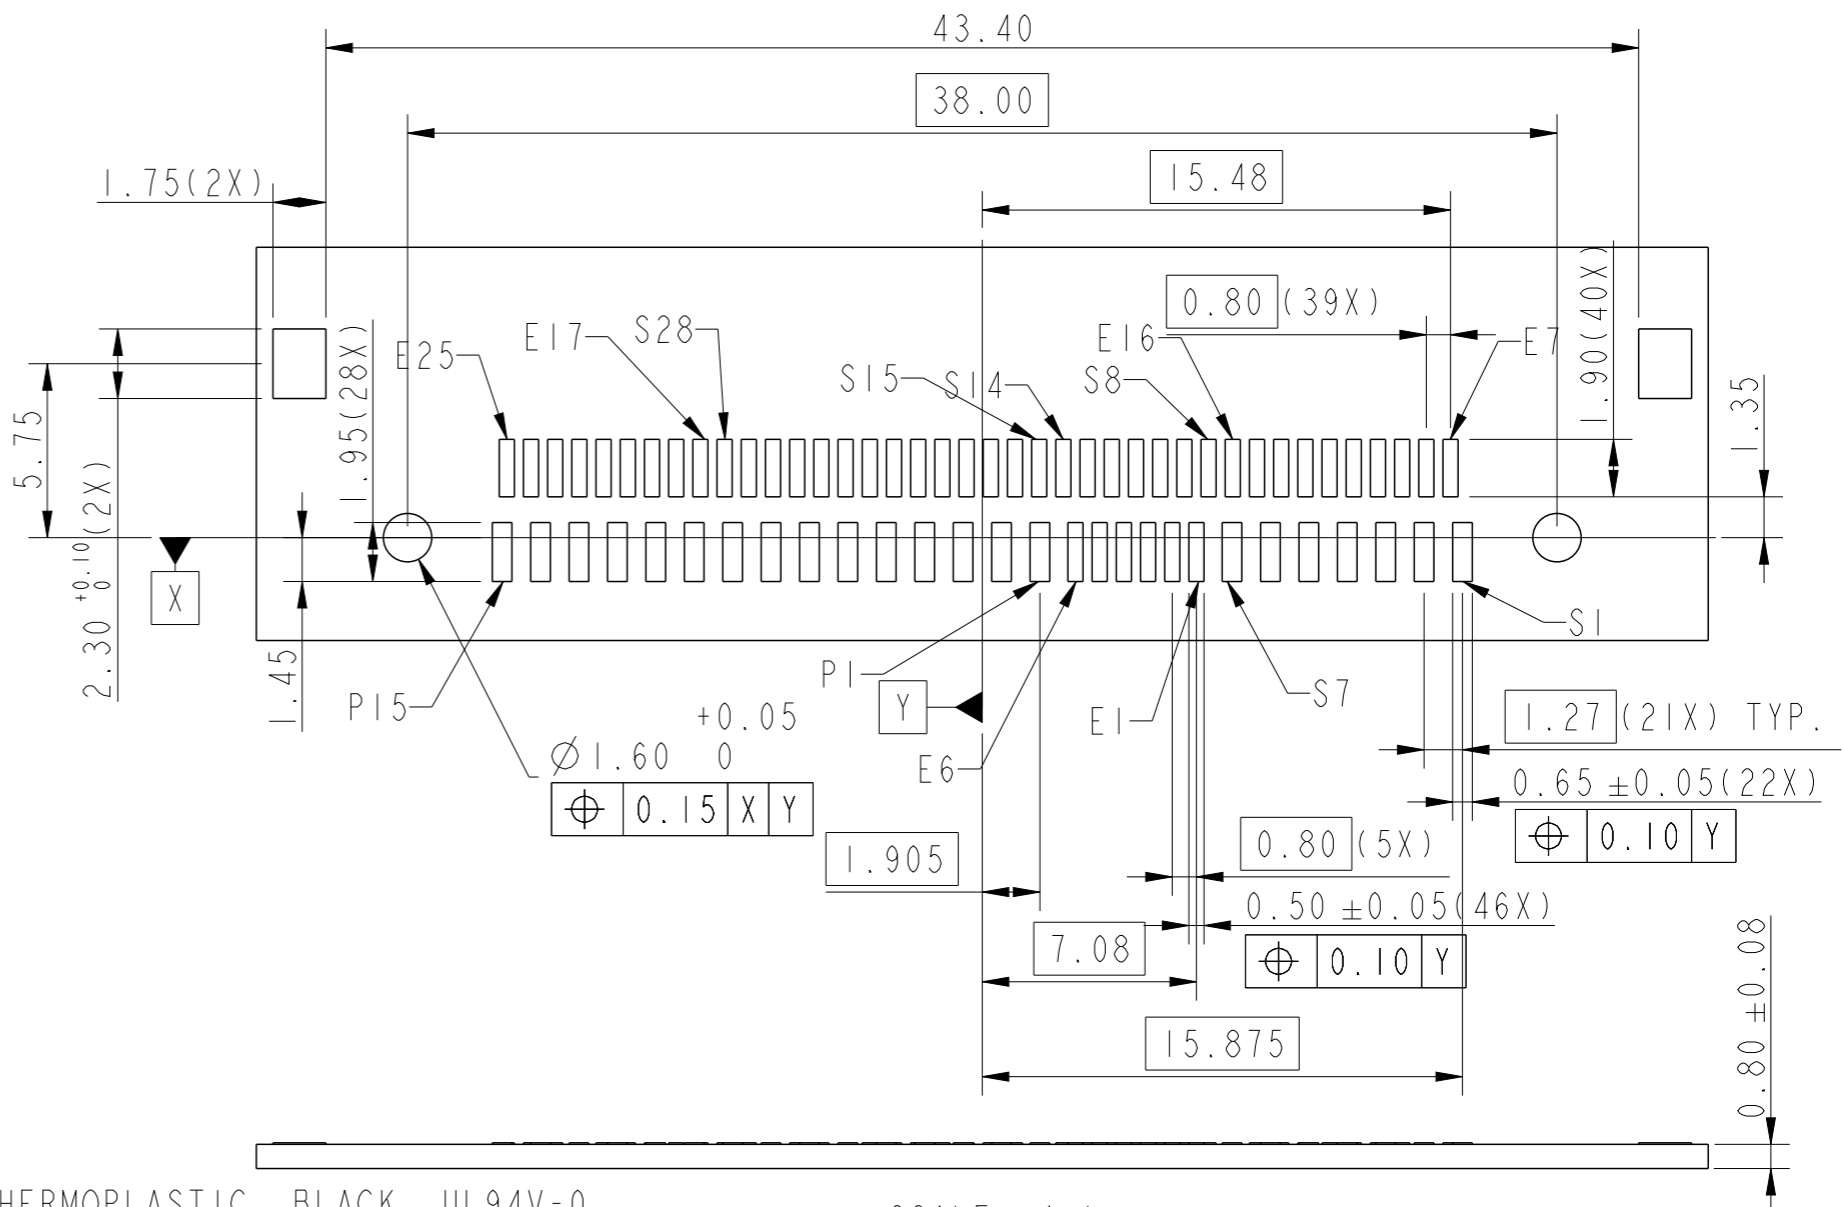 43.40
38.00
1.75(2X)
15.48
0.80 (39X)
1.90(40X)
E25
E17
S28
S15
S14
S8
E16
E7
1.95(28X)
5.75
2.30 +0.10 0 (2X)
1.35
X
1.45
P15
P1
Y
E6
E1
S7
S1
+0.05
Ø1.60 0
⌖ 0.15 X Y
1.27 (21X) TYP.
0.65 ±0.05(22X)
⌖ 0.10 Y
1.905
0.80 (5X)
0.50 ±0.05(46X)
⌖ 0.10 Y
7.08
15.875
0.80 ±0.08
HERMOPLASTIC, BLACK, UL94V-0